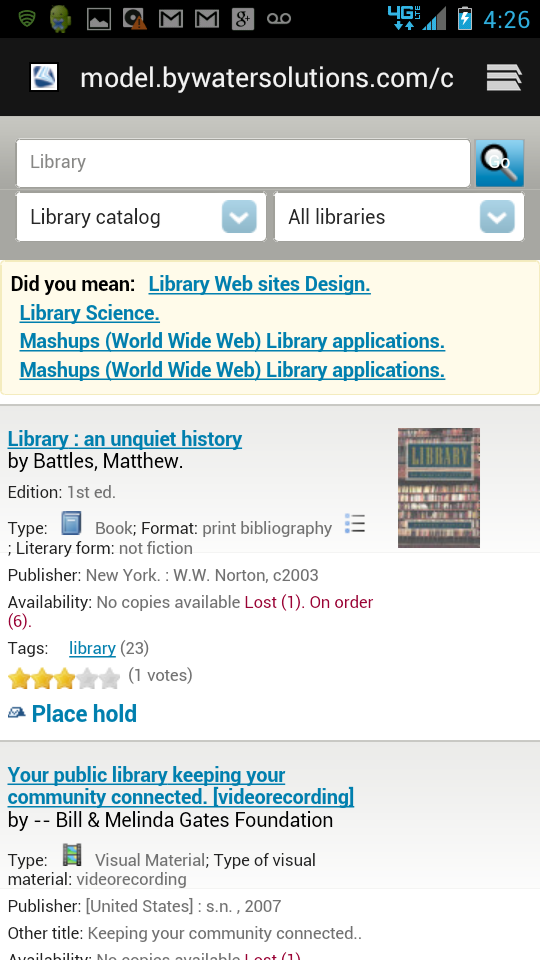 4G LTE 4:26
model.bywatersolutions.com/c
Library Go
Library catalog All libraries
Did you mean: Library Web sites Design.
Library Science.
Mashups (World Wide Web) Library applications.
Mashups (World Wide Web) Library applications.
Library : an unquiet history
by Battles, Matthew.
LIBRARY
Edition: 1st ed.
Type: Book; Format: print bibliography
; Literary form: not fiction
Publisher: New York. : W.W. Norton, c2003
Availability: No copies available Lost (1). On order
(6).
Tags: library (23)
(1 votes)
Place hold
Your public library keeping your
community connected. [videorecording]
by -- Bill & Melinda Gates Foundation
Type: Visual Material; Type of visual
material: videorecording
Publisher: [United States] : s.n. , 2007
Other title: Keeping your community connected..
Availability: No copies available Lost (1)